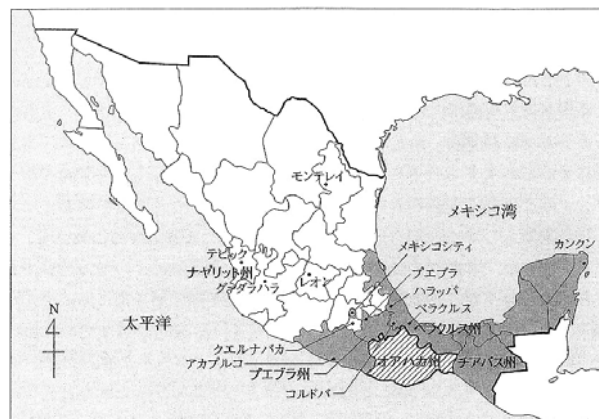 モンテレイ
メキシコ湾
カンクン
メキシコシティ
テピック
ナヤリット州
プエブラ
グァダラハラ
レオン
ハラッパ
ベラクルス
ベラクルス州
N
太平洋
クエルナバカ
アカプルコ
オアハカ州
チアパス州
プエブラ州
コルドバ